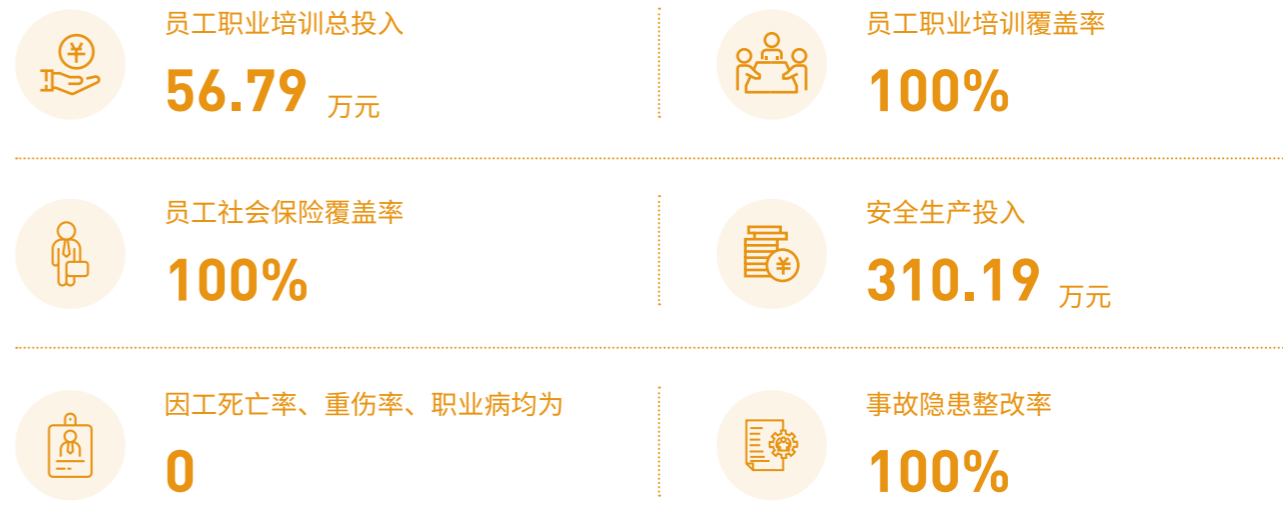 员工职业培训总投入
56.79 万元
员工职业培训覆盖率
100%
员工社会保险覆盖率
100%
安全生产投入
310.19 万元
因工死亡率、重伤率、职业病均为
0
事故隐患整改率
100%